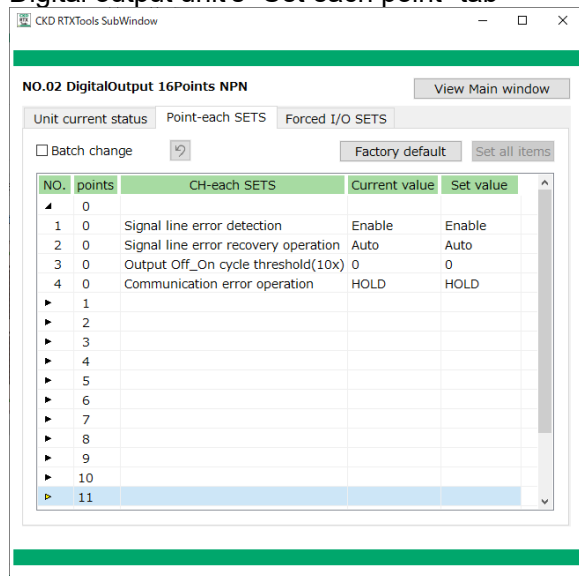 Digital output unit's "Set each point" tab
CKD RTXTools SubWindow
NO.02 DigitalOutput 16Points NPN
View Main window
Unit current status Point-each SETS Forced I/O SETS
Batch change Factory default Set all items
NO. points CH-each SETS Current value Set value
0
1 0 Signal line error detection Enable Enable
2 0 Signal line error recovery operation Auto Auto
3 0 Output Off_On cycle threshold(10x) 0 0
4 0 Communication error operation HOLD HOLD
1
2
3
4
5
6
7
8
9
10
11